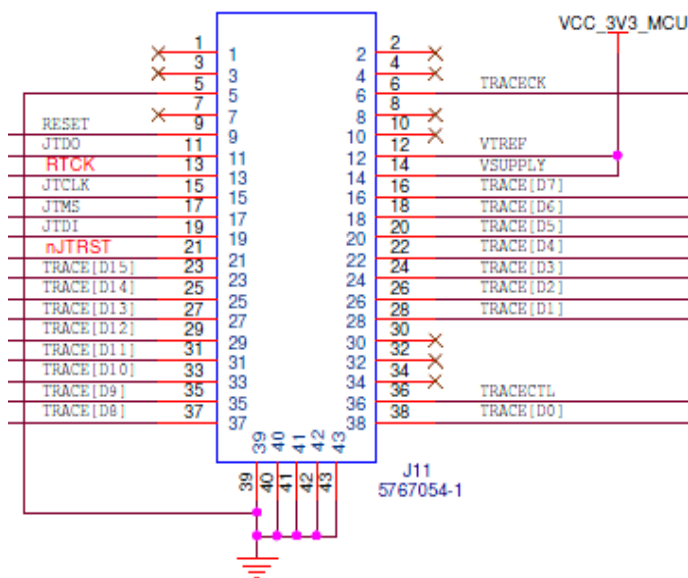 VCC_3V3_MCU
1 1 2 2
3 3 4 4
5 5 6 6 TRACECK
7 7 8 8
RESET 9 9 10 10
JTDO 11 11 12 12 VTREF
RTCK 13 13 14 14 VSUPPLY
JTCLK 15 15 16 16 TRACE[D7]
JTMS 17 17 18 18 TRACE[D6]
JTDI 19 19 20 20 TRACE[D5]
nJTRST 21 21 22 22 TRACE[D4]
TRACE[D15] 23 23 24 24 TRACE[D3]
TRACE[D14] 25 25 26 26 TRACE[D2]
TRACE[D13] 27 27 28 28 TRACE[D1]
TRACE[D12] 29 29 30 30
TRACE[D11] 31 31 32 32
TRACE[D10] 33 33 34 34
TRACE[D9] 35 35 36 36 TRACECTL
TRACE[D8] 37 37 38 38 TRACE[D0]
39 40 41 42 43
39 40 41 42 43
J11
5767054-1